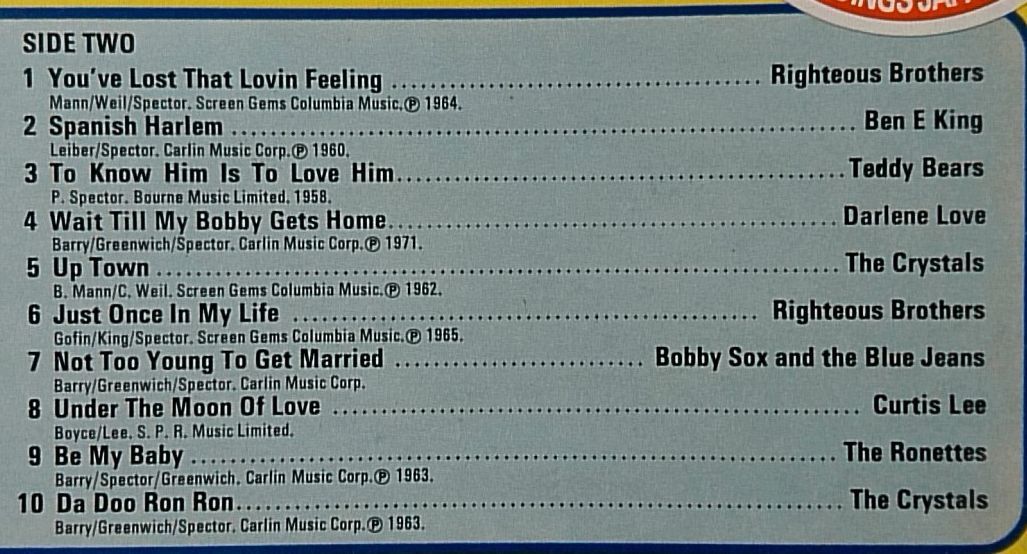 SIDE TWO
1 You've Lost That Lovin Feeling ........ Righteous Brothers
Mann/Weil/Spector. Screen Gems Columbia Music.Ⓟ 1964.
2 Spanish Harlem ........ Ben E King
Leiber/Spector. Carlin Music Corp.Ⓟ 1960.
3 To Know Him Is To Love Him........ Teddy Bears
P. Spector. Bourne Music Limited. 1958.
4 Wait Till My Bobby Gets Home........ Darlene Love
Barry/Greenwich/Spector. Carlin Music Corp.Ⓟ 1971.
5 Up Town ........ The Crystals
B. Mann/C. Weil. Screen Gems Columbia Music.Ⓟ 1962.
6 Just Once In My Life ........ Righteous Brothers
Gofin/King/Spector. Screen Gems Columbia Music.Ⓟ 1965.
7 Not Too Young To Get Married ........ Bobby Sox and the Blue Jeans
Barry/Greenwich/Spector. Carlin Music Corp.
8 Under The Moon Of Love ........ Curtis Lee
Boyce/Lee. S. P. R. Music Limited.
9 Be My Baby ........ The Ronettes
Barry/Spector/Greenwich. Carlin Music Corp.Ⓟ 1963.
10 Da Doo Ron Ron........ The Crystals
Barry/Greenwich/Spector. Carlin Music Corp.Ⓟ 1963.